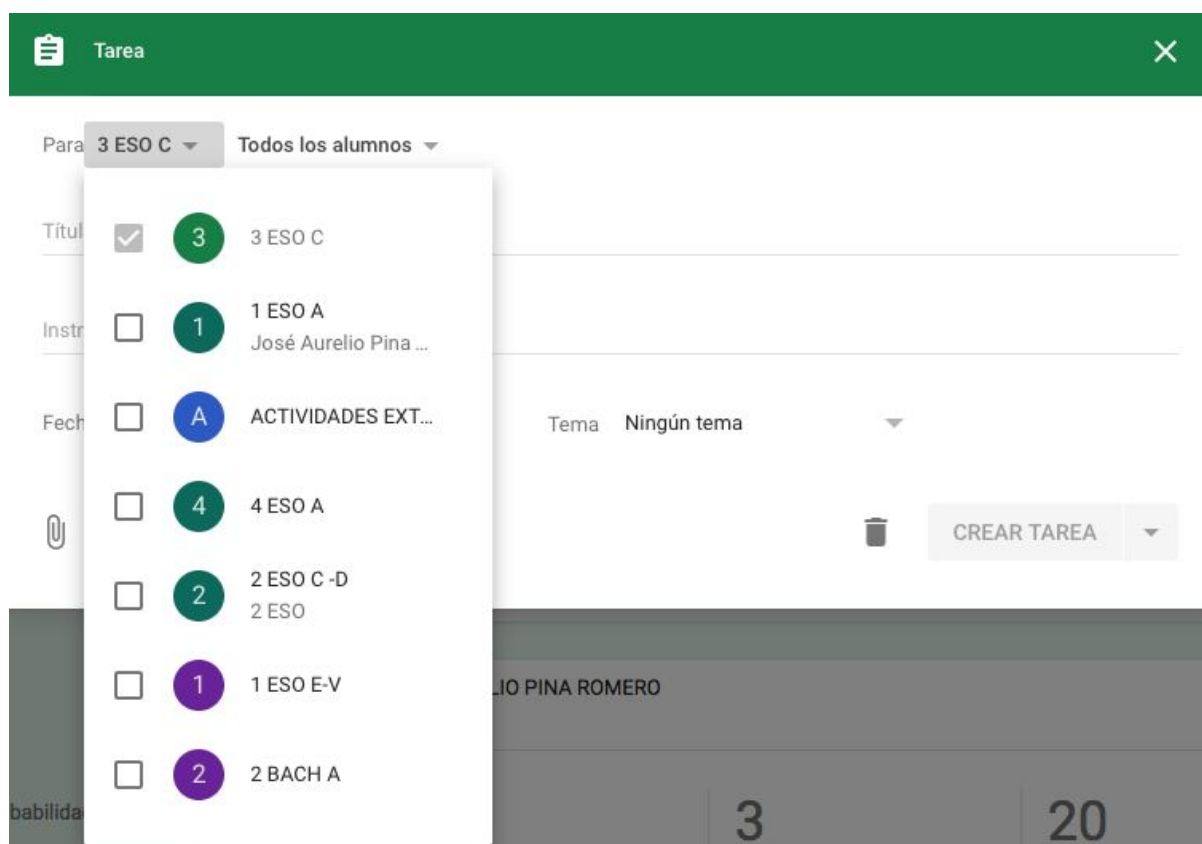 Tarea
Para 3 ESO C Todos los alumnos
Títul
3 3 ESO C
Instr
1 1 ESO A
José Aurelio Pina ...
Fech
A ACTIVIDADES EXT...
Tema Ningún tema
4 4 ESO A
CREAR TAREA
2 2 ESO C -D
2 ESO
1 1 ESO E-V
LIO PINA ROMERO
2 2 BACH A
babilida
3 20